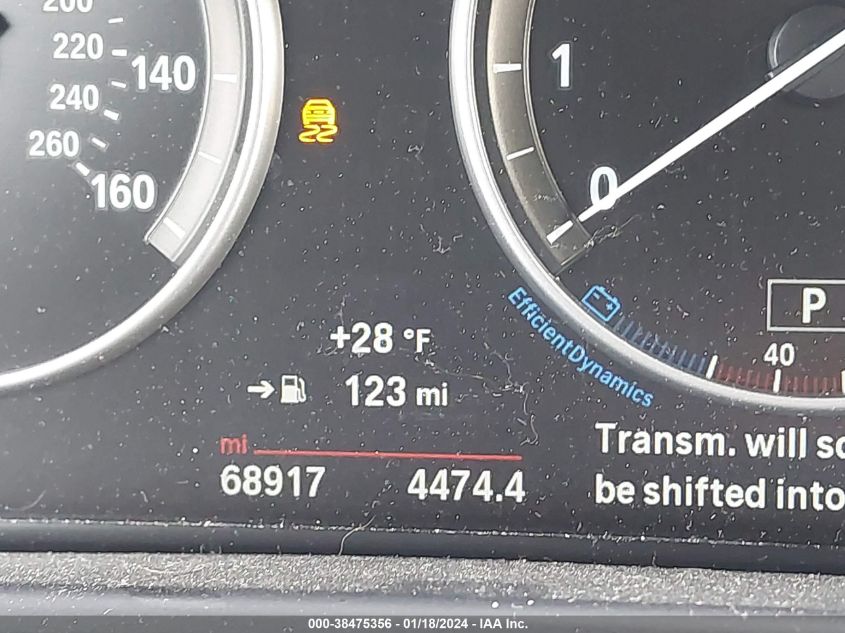 200
220
240
260
140
160
1
0
P
40
EfficientDynamics
+28 °F
123 mi
mi
68917 4474.4
Transm. will
be shifted into
000-38475356 - 01/18/2024 - IAA Inc.